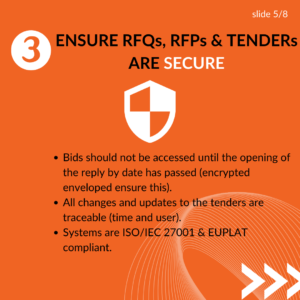 slide 5/8
3 ENSURE RFQs, RFPs & TENDERs
ARE SECURE
• Bids should not be accessed until the opening of
the reply by date has passed (encrypted
enveloped ensure this).
• All changes and updates to the tenders are
traceable (time and user).
• Systems are ISO/IEC 27001 & EUPLAT
compliant.